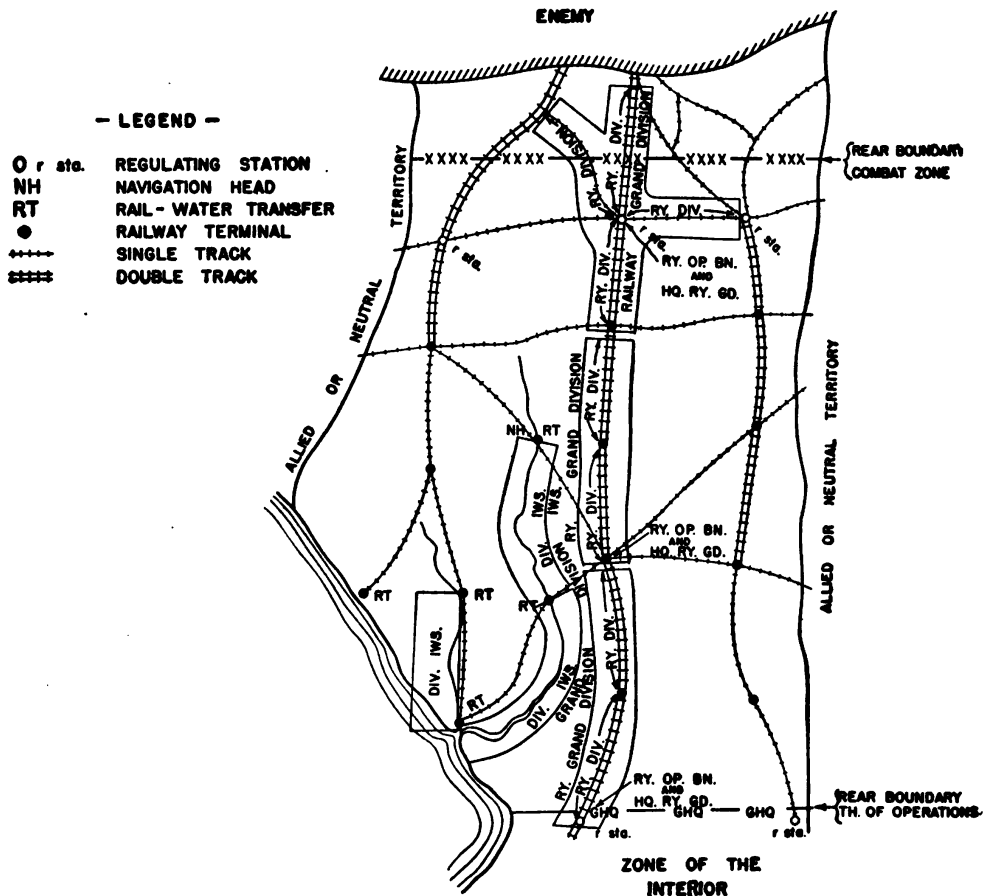 ENEMY
– LEGEND –
O r sta. REGULATING STATION
NH NAVIGATION HEAD
RT RAIL-WATER TRANSFER
RAILWAY TERMINAL
SINGLE TRACK
DOUBLE TRACK
XXXX XXXX XXXX XXXX XXXX
REAR BOUNDARY
COMBAT ZONE
ALLIED OR NEUTRAL TERRITORY
RY. DIVISION
RY. DIV.
RAILWAY GRAND DIVISION
RY. DIV.
r sta.
r sta.
r sta.
RY. DIV.
RY. OP. BN.
AND
HQ. RY. GD.
NH RT
RY. GRAND DIVISION
RY. DIV.
RY. DIV.
DIV. IWS.
DIVISION IWS.
RY. OP. BN.
AND
HQ. RY. GD.
ALLIED OR NEUTRAL TERRITORY
RT
RT
RT
DIV. IWS.
RT
DIV. IWS.
GRAND
RY. GRAND DIVISION
RY. DIV.
RY. DIV.
RY. OP. BN.
AND
HQ. RY. GD.
GHQ — GHQ — GHQ
r sta.
r sta.
REAR BOUNDARY
TH. OF OPERATIONS
ZONE OF THE
INTERIOR